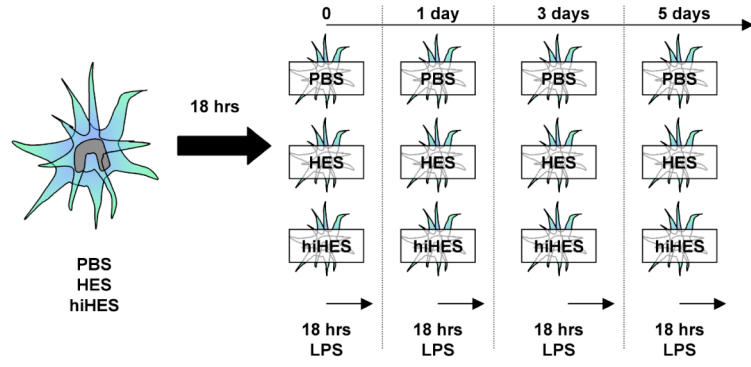 0 1 day 3 days 5 days
18 hrs
PBS PBS PBS PBS
HES HES HES HES
hiHES hiHES hiHES hiHES
PBS
HES
hiHES
18 hrs 18 hrs 18 hrs 18 hrs
LPS LPS LPS LPS